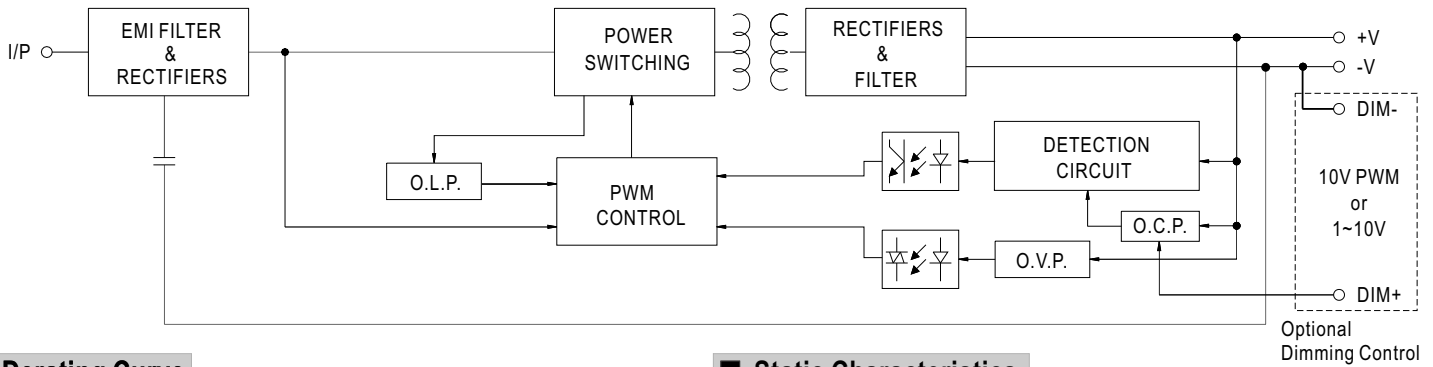 I/P
EMI FILTER
&
RECTIFIERS
POWER
SWITCHING
RECTIFIERS
&
FILTER
+V
-V
DIM-
O.L.P.
PWM
CONTROL
DETECTION
CIRCUIT
10V PWM
or
1~10V
O.C.P.
O.V.P.
DIM+
Optional
Dimming Control
Derating Curve
■ Static Characteristics